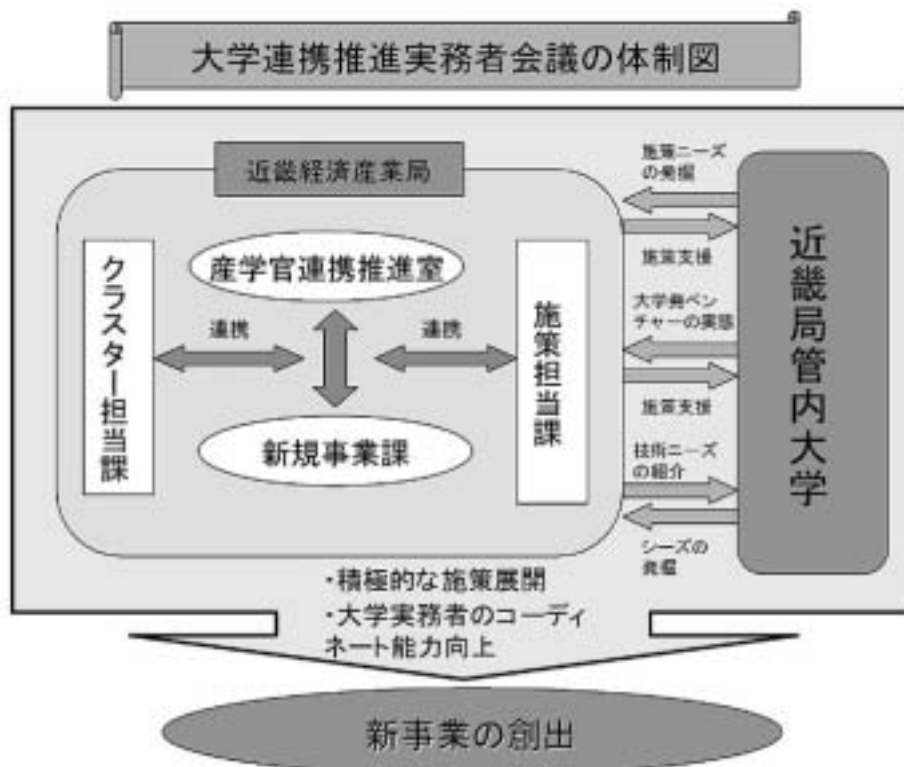 大学連携推進実務者会議の体制図
近畿経済産業局
クラスター担当課
産学官連携推進室
連携
連携
新規事業課
施策担当課
施策ニーズ
の発掘
施策支援
大学発ベン
チャーの実態
施策支援
技術ニーズ
の紹介
シーズの
発掘
近畿局管内大学
・積極的な施策展開
・大学実務者のコーディ
ネート能力向上
新事業の創出